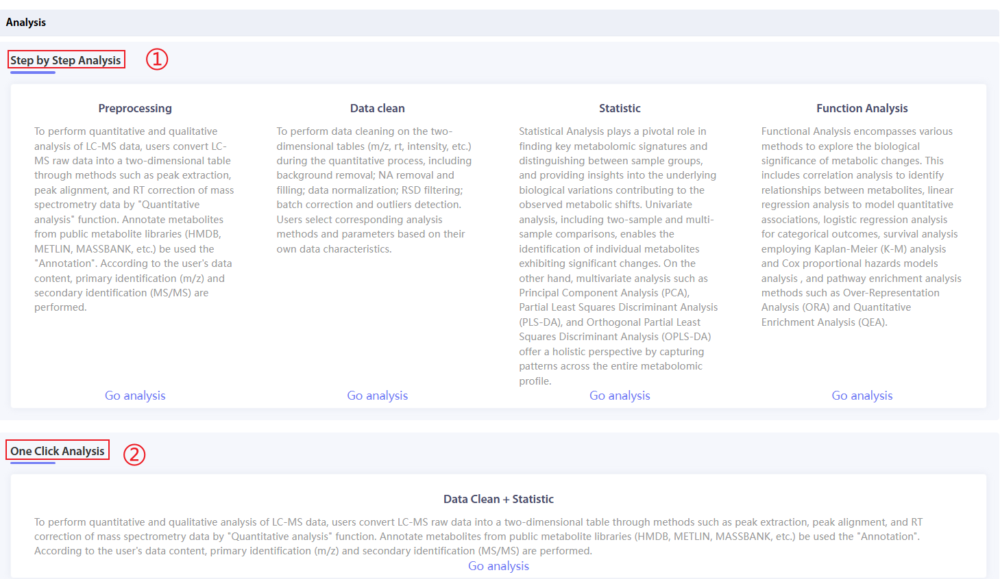 Analysis
Step by Step Analysis ①
Preprocessing
To perform quantitative and qualitative
analysis of LC-MS data, users convert LC-
MS raw data into a two-dimensional table
through methods such as peak extraction,
peak alignment, and RT correction of mass
spectrometry data by "Quantitative
analysis" function. Annotate metabolites
from public metabolite libraries (HMDB,
METLIN, MASSBANK, etc.) be used the
"Annotation". According to the user's data
content, primary identification (m/z) and
secondary identification (MS/MS) are
performed.
Go analysis
Data clean
To perform data cleaning on the two-
dimensional tables (m/z, rt, intensity, etc.)
during the quantitative process, including
background removal; NA removal and
filling; data normalization; RSD filtering;
batch correction and outliers detection.
Users select corresponding analysis
methods and parameters based on their
own data characteristics.
Go analysis
Statistic
Statistical Analysis plays a pivotal role in
finding key metabolomic signatures and
distinguishing between sample groups,
and providing insights into the underlying
biological variations contributing to the
observed metabolic shifts. Univariate
analysis, including two-sample and multi-
sample comparisons, enables the
identification of individual metabolites
exhibiting significant changes. On the
other hand, multivariate analysis such as
Principal Component Analysis (PCA),
Partial Least Squares Discriminant Analysis
(PLS-DA), and Orthogonal Partial Least
Squares Discriminant Analysis (OPLS-DA)
offer a holistic perspective by capturing
patterns across the entire metabolomic
profile.
Go analysis
Function Analysis
Functional Analysis encompasses various
methods to explore the biological
significance of metabolic changes. This
includes correlation analysis to identify
relationships between metabolites, linear
regression analysis to model quantitative
associations, logistic regression analysis
for categorical outcomes, survival analysis
employing Kaplan-Meier (K-M) analysis
and Cox proportional hazards models
analysis , and pathway enrichment analysis
methods such as Over-Representation
Analysis (ORA) and Quantitative
Enrichment Analysis (QEA).
Go analysis
One Click Analysis ②
Data Clean + Statistic
To perform quantitative and qualitative analysis of LC-MS data, users convert LC-MS raw data into a two-dimensional table through methods such as peak extraction, peak alignment, and RT
correction of mass spectrometry data by "Quantitative analysis" function. Annotate metabolites from public metabolite libraries (HMDB, METLIN, MASSBANK, etc.) be used the "Annotation".
According to the user's data content, primary identification (m/z) and secondary identification (MS/MS) are performed.
Go analysis